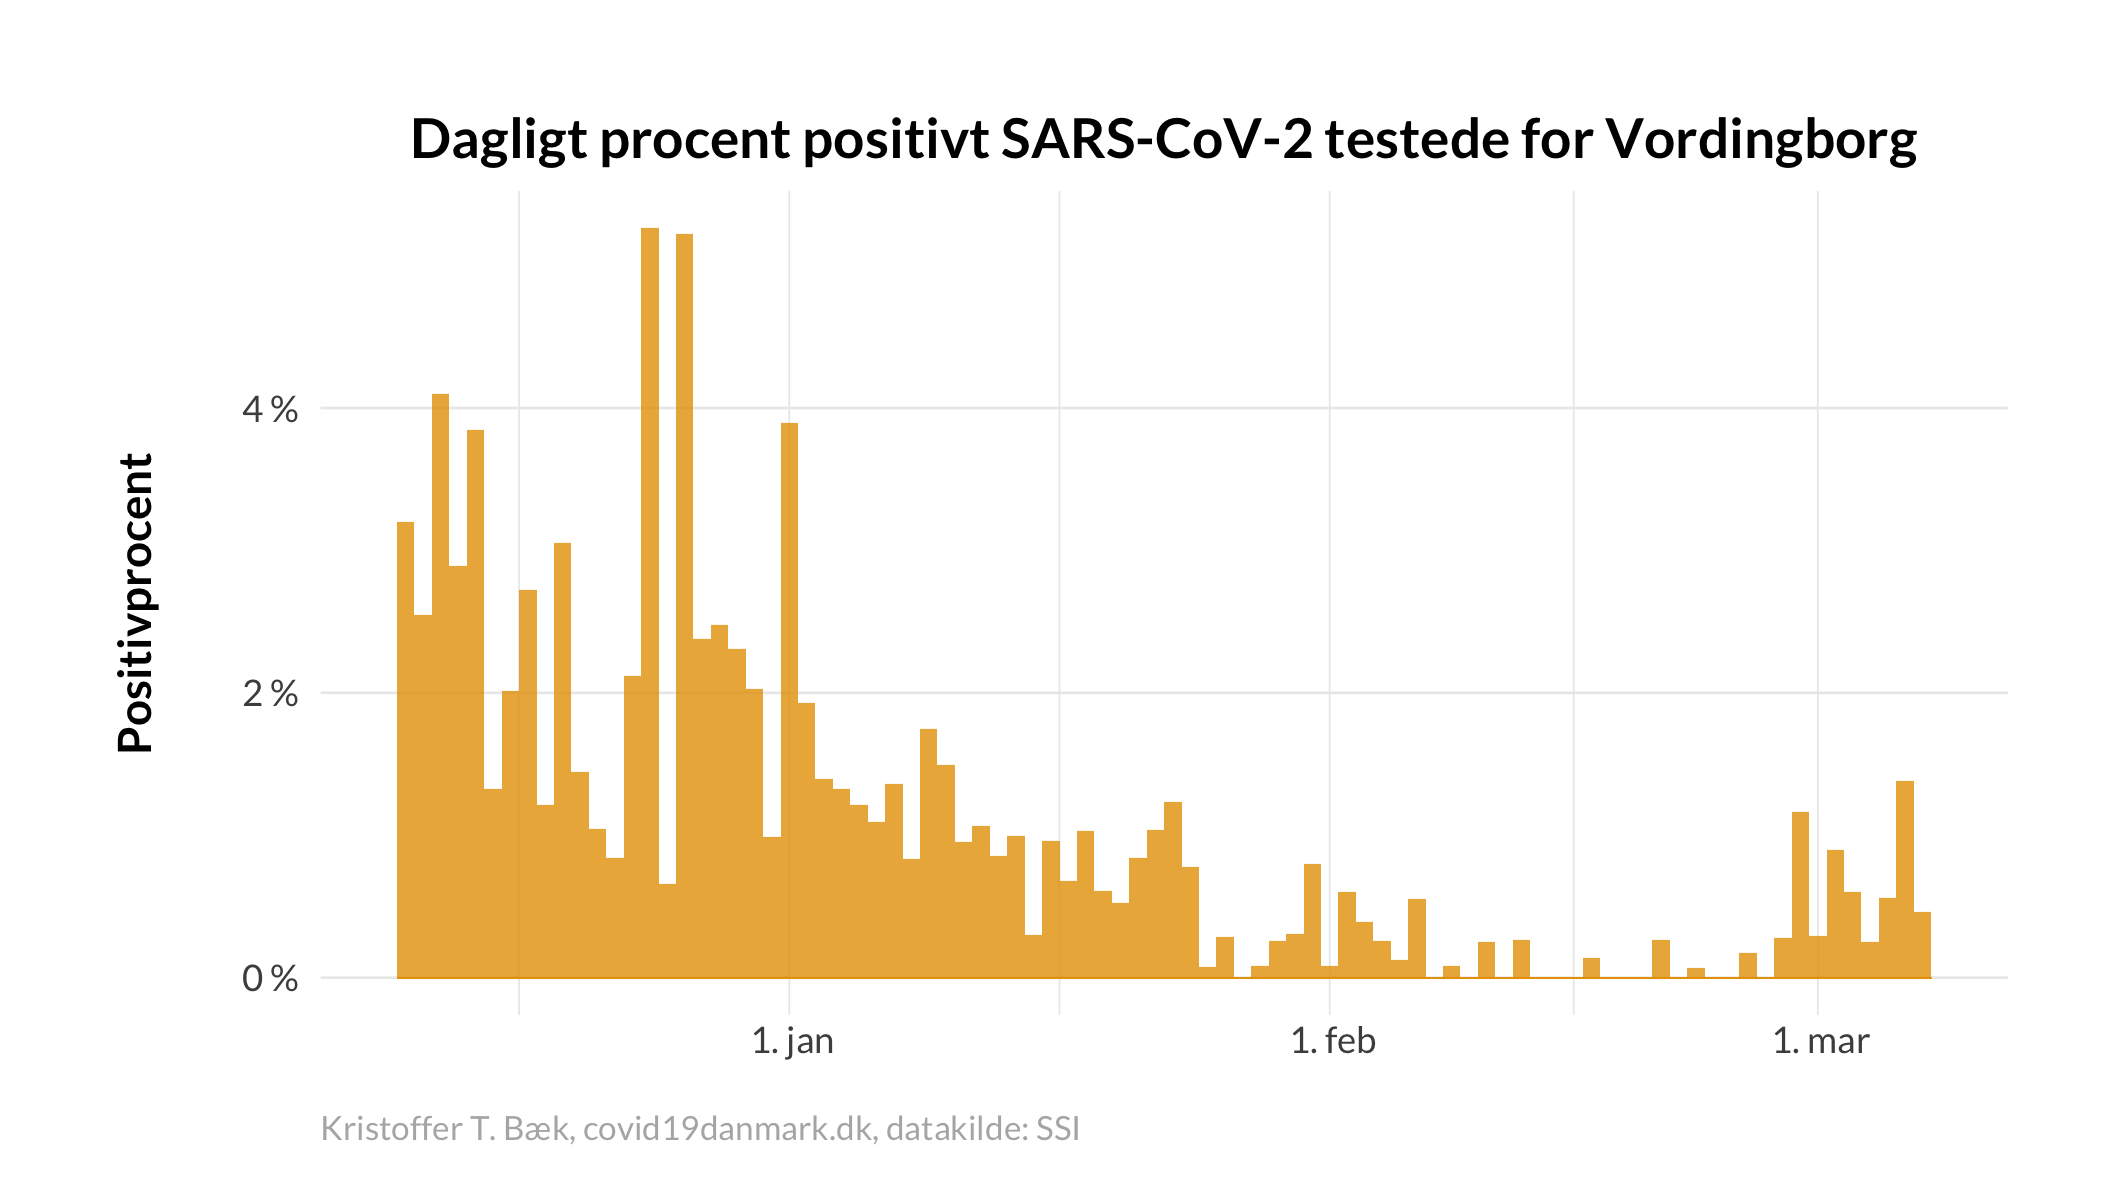 Dagligt procent positivt SARS-CoV-2 testede for Vordingborg
Positivprocent
4 %
2 %
0 %
1. jan
1. feb
1. mar
Kristoffer T. Bæk, covid19danmark.dk, datakilde: SSI